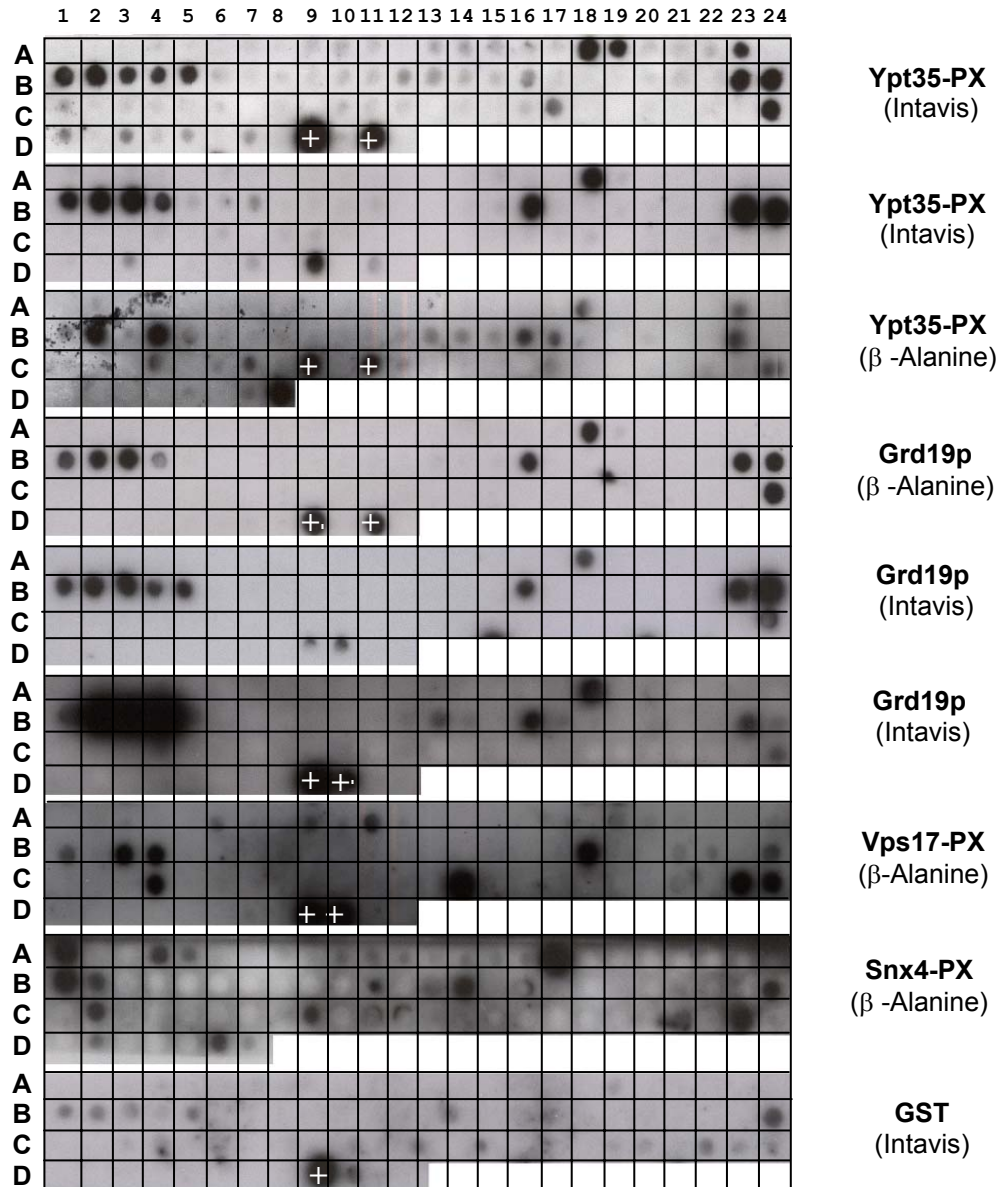 1 2 3 4 5 6 7 8 9 10 11 12 13 14 15 16 17 18 19 20 21 22 23 24
A
B
C
D
Ypt35-PX
(Intavis)
+ +
A
B
C
D
Ypt35-PX
(Intavis)
A
B
C
D
Ypt35-PX
(β -Alanine)
+ +
A
B
C
D
Grd19p
(β -Alanine)
+ +
A
B
C
D
Grd19p
(Intavis)
A
B
C
D
Grd19p
(Intavis)
+ +
A
B
C
D
Vps17-PX
(β-Alanine)
+ +
A
B
C
D
Snx4-PX
(β -Alanine)
A
B
C
D
GST
(Intavis)
+